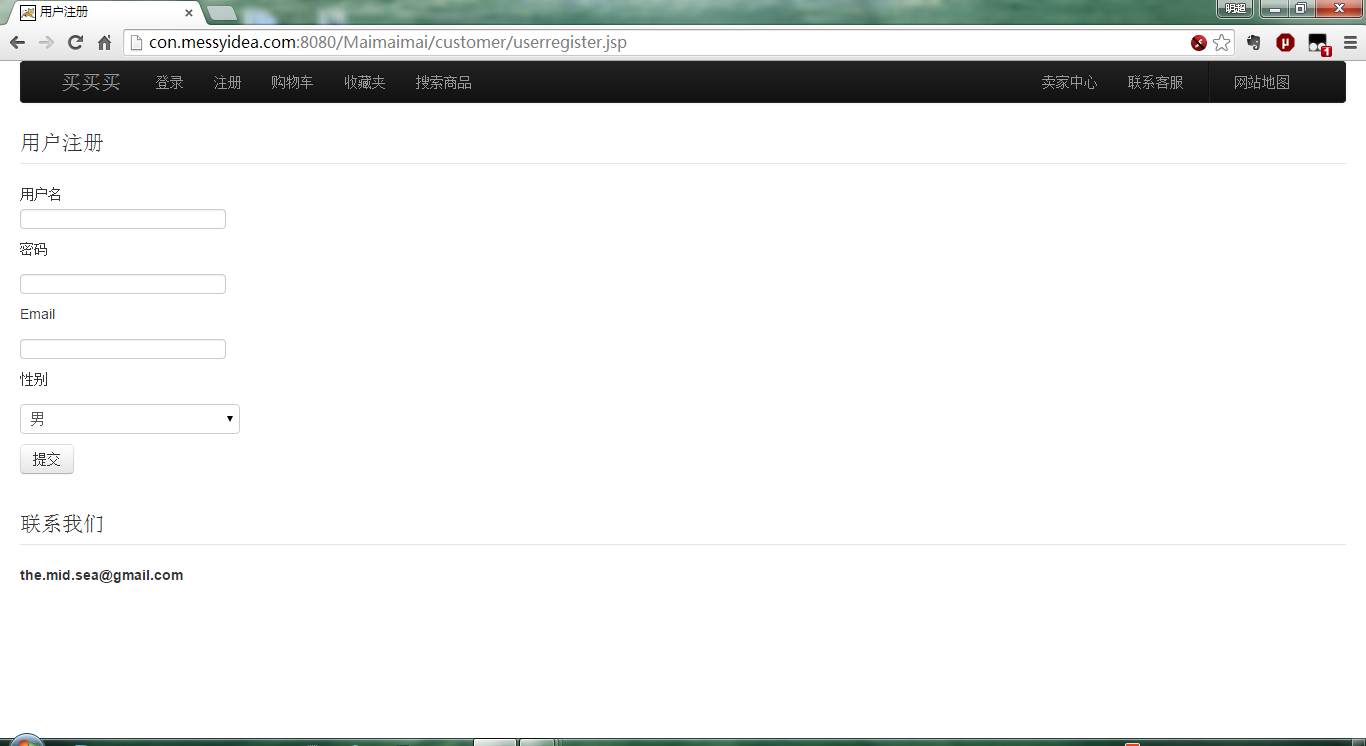 用户注册
明超
con.messyidea.com:8080/Maimaimai/customer/userregister.jsp
1
买买买 登录 注册 购物车 收藏夹 搜索商品 卖家中心 联系客服 网站地图
用户注册
用户名
密码
Email
性别
男
提交
联系我们
the.mid.sea@gmail.com